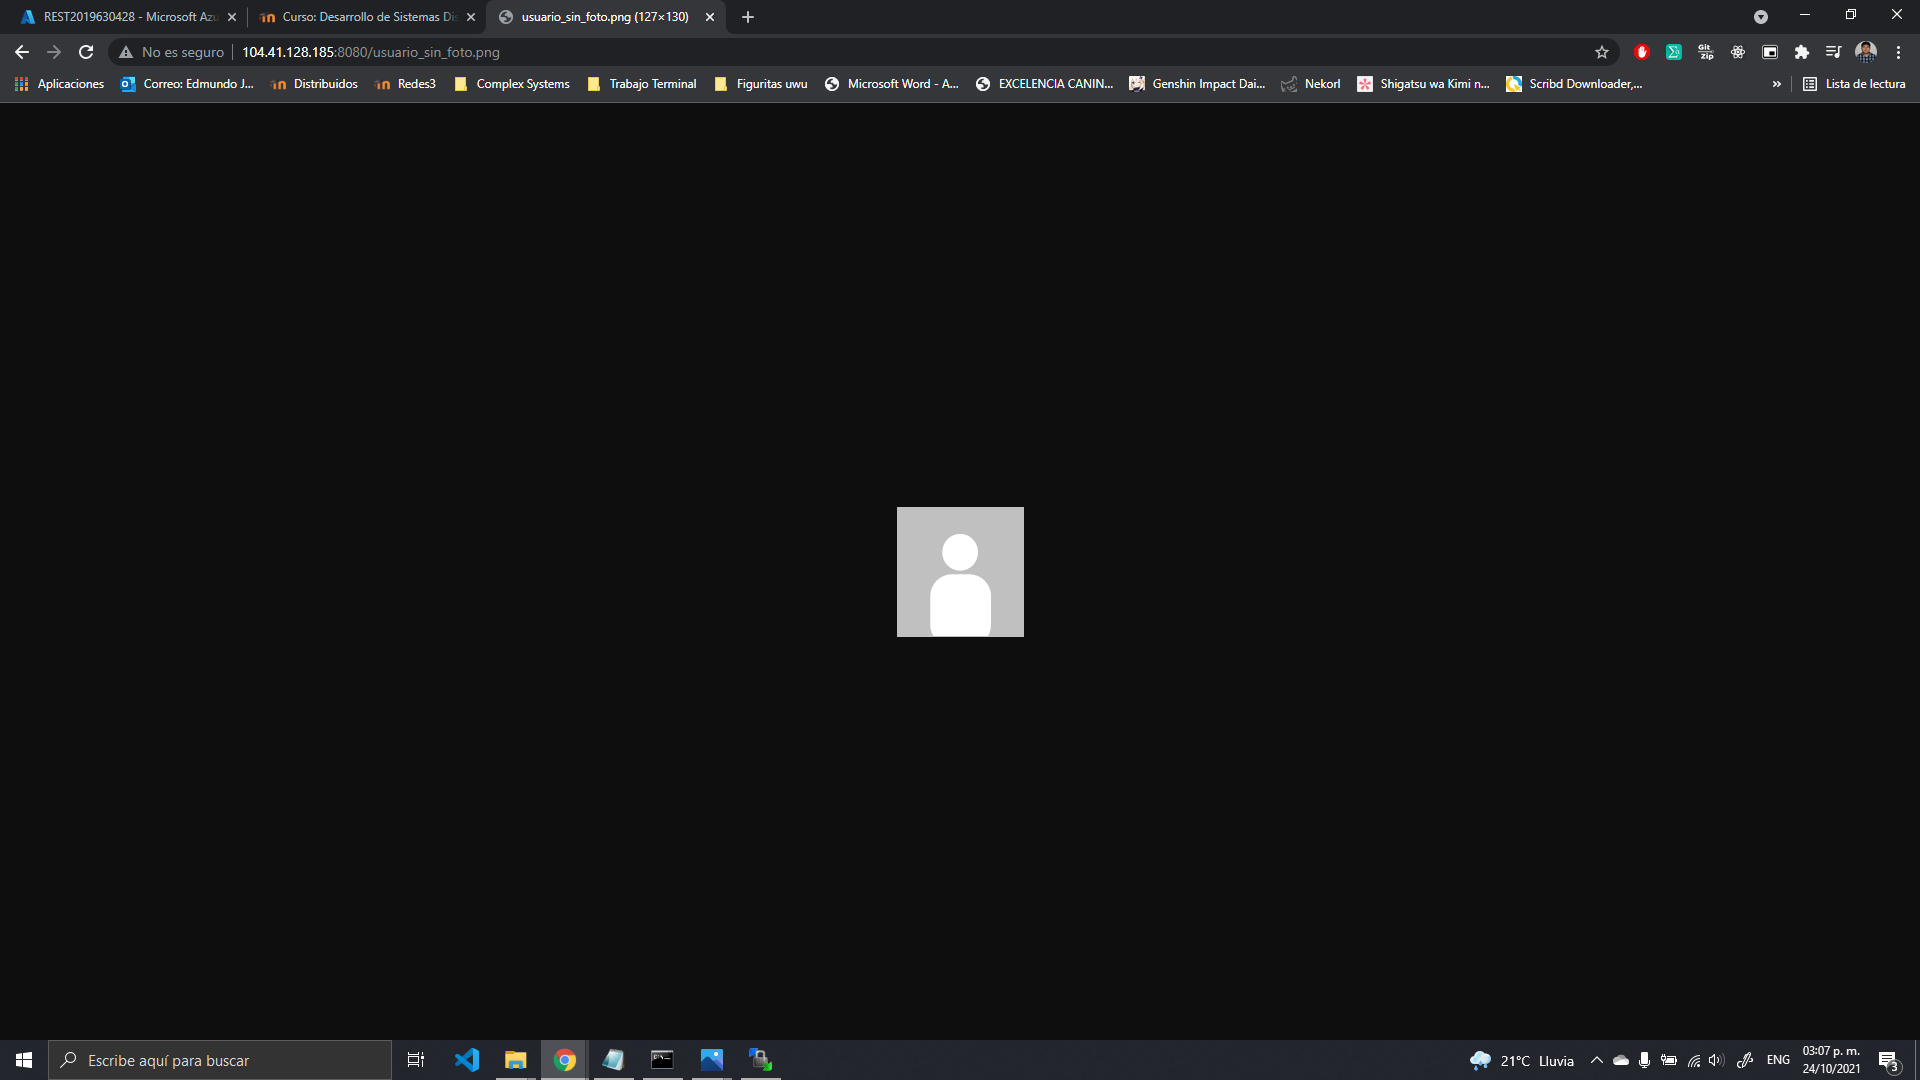 REST2019630428 - Microsoft Azu
Curso: Desarrollo de Sistemas Dis
usuario_sin_foto.png (127×130)
No es seguro
104.41.128.185:8080/usuario_sin_foto.png
Aplicaciones
Correo: Edmundo J...
Distribuidos
Redes3
Complex Systems
Trabajo Terminal
Figuritas uwu
Microsoft Word - A...
EXCELENCIA CANIN...
Genshin Impact Dai...
Nekorl
Shigatsu wa Kimi n...
Scribd Downloader,...
»
Lista de lectura
Escribe aquí para buscar
21°C Lluvia
ENG
03:07 p. m.
24/10/2021
3